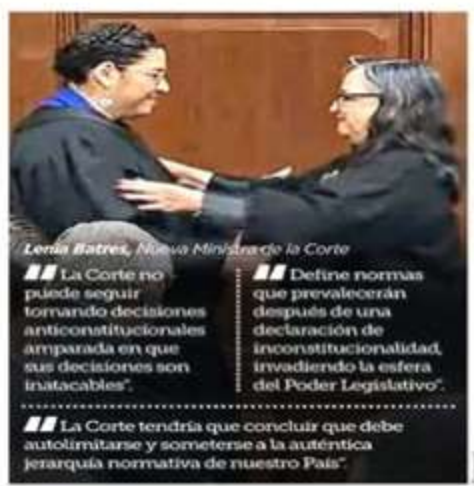 Lenia Batres, Nueva Ministra de la Corte
La Corte no
puede seguir
tomando decisiones
anticonstitucionales
amparada en que
sus decisiones son
inatacables”.
Define normas
que prevalecerán
después de una
declaración de
inconstitucionalidad,
invadiendo la esfera
del Poder Legislativo”.
La Corte tendría que concluir que debe
autolimitarse y someterse a la auténtica
jerarquía normativa de nuestro País”.